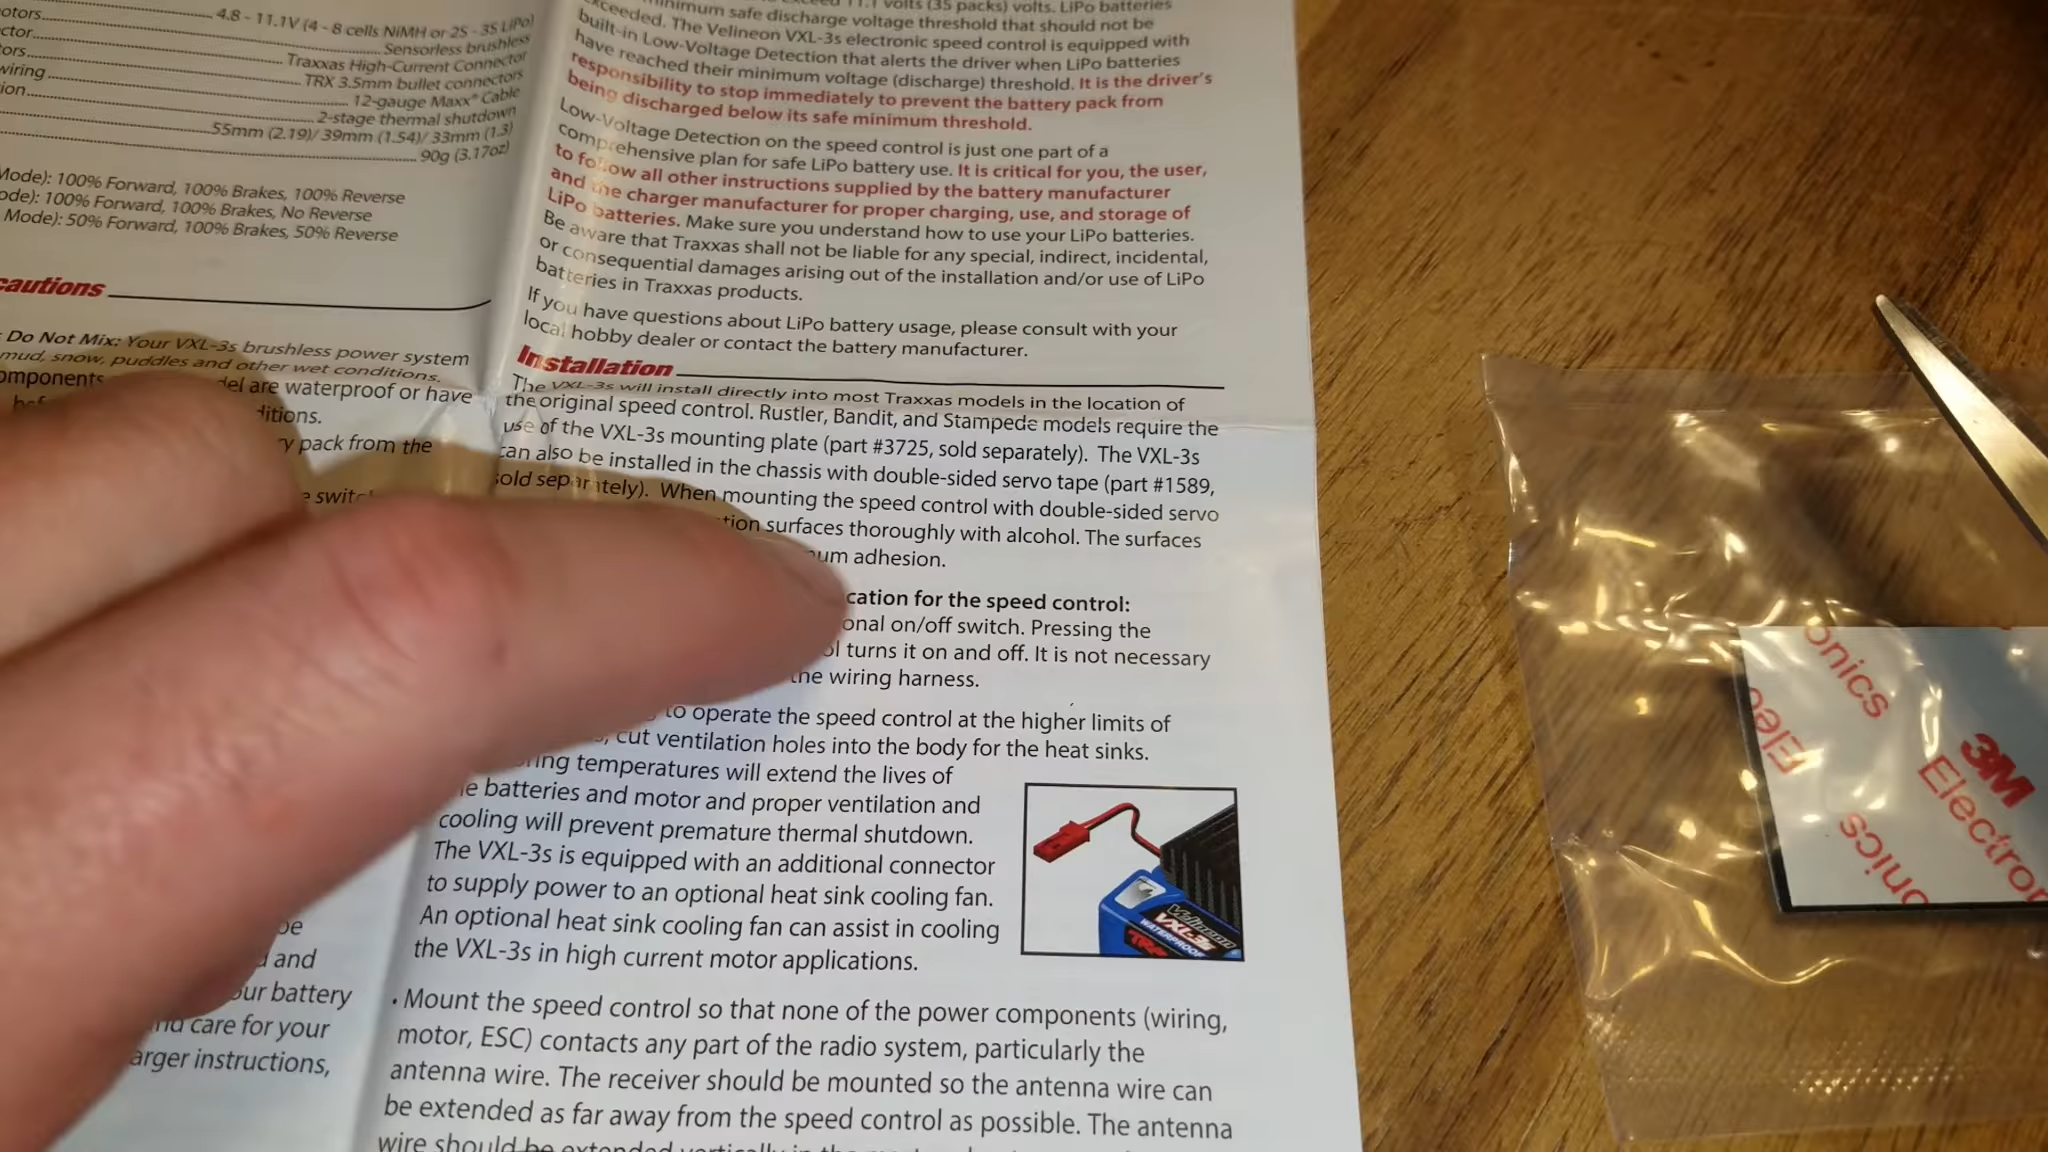 4.8 - 11.1V (4 - 8 cells NiMH or 2S - 3S LiPo)
Sensorless brushless
Traxxas High-Current Connector
TRX 3.5mm bullet connectors
wiring 12-gauge Maxx® Cable
2-stage thermal shutdown
55mm (2.19)/ 39mm (1.54)/ 33mm (1.3)
90g (3.17oz)
Mode): 100% Forward, 100% Brakes, 100% Reverse
ode): 100% Forward, 100% Brakes, No Reverse
Mode): 50% Forward, 100% Brakes, 50% Reverse
cautions
Do Not Mix: Your VXL-3s brushless power system
mud, snow, puddles and other wet conditions.
omponents del are waterproof or have
ditions.
ry pack from the
e switc
be
d and
our battery
nd care for your
arger instructions,
11.1 volts (3S packs) volts. LiPo batteries
minimum safe discharge voltage threshold that should not be
exceeded. The Velineon VXL-3s electronic speed control is equipped with
built-in Low-Voltage Detection that alerts the driver when LiPo batteries
have reached their minimum voltage (discharge) threshold. It is the driver's
responsibility to stop immediately to prevent the battery pack from
being discharged below its safe minimum threshold.
Low-Voltage Detection on the speed control is just one part of a
comprehensive plan for safe LiPo battery use. It is critical for you, the user,
to follow all other instructions supplied by the battery manufacturer
and the charger manufacturer for proper charging, use, and storage of
LiPo batteries. Make sure you understand how to use your LiPo batteries.
Be aware that Traxxas shall not be liable for any special, indirect, incidental,
or consequential damages arising out of the installation and/or use of LiPo
batteries in Traxxas products.
If you have questions about LiPo battery usage, please consult with your
local hobby dealer or contact the battery manufacturer.
Installation
The VXL-3s will install directly into most Traxxas models in the location of
the original speed control. Rustler, Bandit, and Stampede models require the
use of the VXL-3s mounting plate (part #3725, sold separately). The VXL-3s
can also be installed in the chassis with double-sided servo tape (part #1589,
sold separately). When mounting the speed control with double-sided servo
tion surfaces thoroughly with alcohol. The surfaces
um adhesion.
cation for the speed control:
onal on/off switch. Pressing the
ol turns it on and off. It is not necessary
the wiring harness.
to operate the speed control at the higher limits of
cut ventilation holes into the body for the heat sinks.
ring temperatures will extend the lives of
e batteries and motor and proper ventilation and
cooling will prevent premature thermal shutdown.
The VXL-3s is equipped with an additional connector
to supply power to an optional heat sink cooling fan.
An optional heat sink cooling fan can assist in cooling
the VXL-3s in high current motor applications.
Velineon
VXL-3s
WATERPROOF
• Mount the speed control so that none of the power components (wiring,
motor, ESC) contacts any part of the radio system, particularly the
antenna wire. The receiver should be mounted so the antenna wire can
be extended as far away from the speed control as possible. The antenna
wire should be extended vertically in the
onics
Elec
3M
Electron
onics